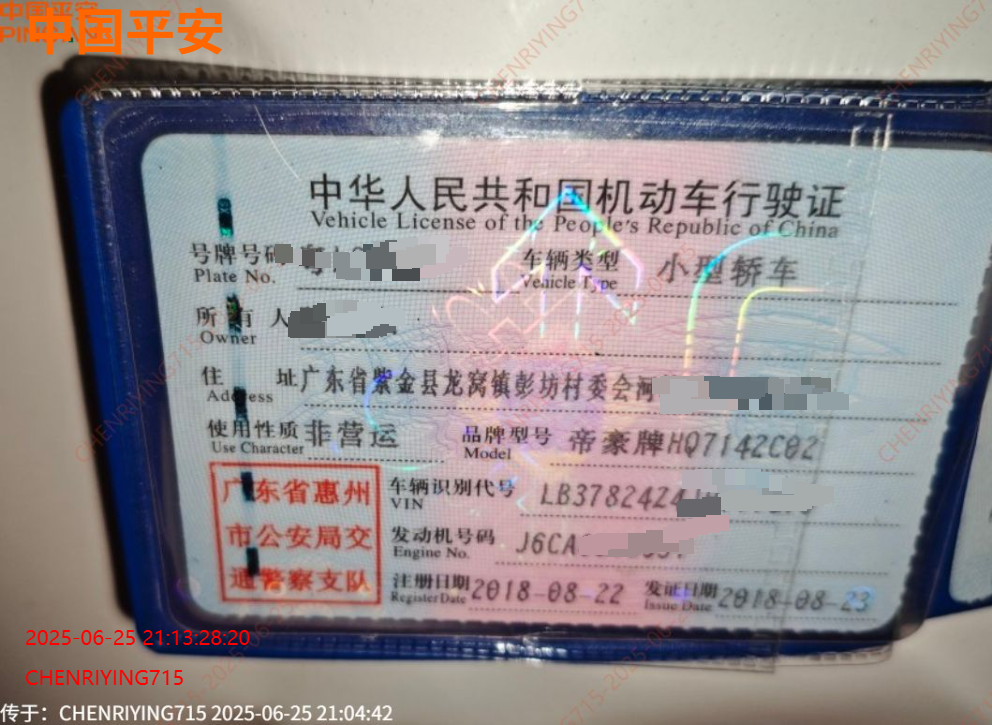 中国平安
中国平安
中华人民共和国机动车行驶证
Vehicle License of the People's Republic of China
号牌号码
Plate No.
车辆类型 小型轿车
Vehicle Type
所有人
Owner
住址 广东省紫金县龙窝镇彭坊村委会河
Address
使用性质 非营运
Use Character
品牌型号 帝豪牌HQ7142C02
Model
广东省惠州
市公安局交
通警察支队
车辆识别代号 LB37824Z4
VIN
发动机号码 J6CA
Engine No.
注册日期 2018-08-22
Register Date
发证日期 2018-08-23
Issue Date
2025-06-25 21:13:28:20
CHENRIYING715
传于：CHENRIYING715 2025-06-25 21:04:42